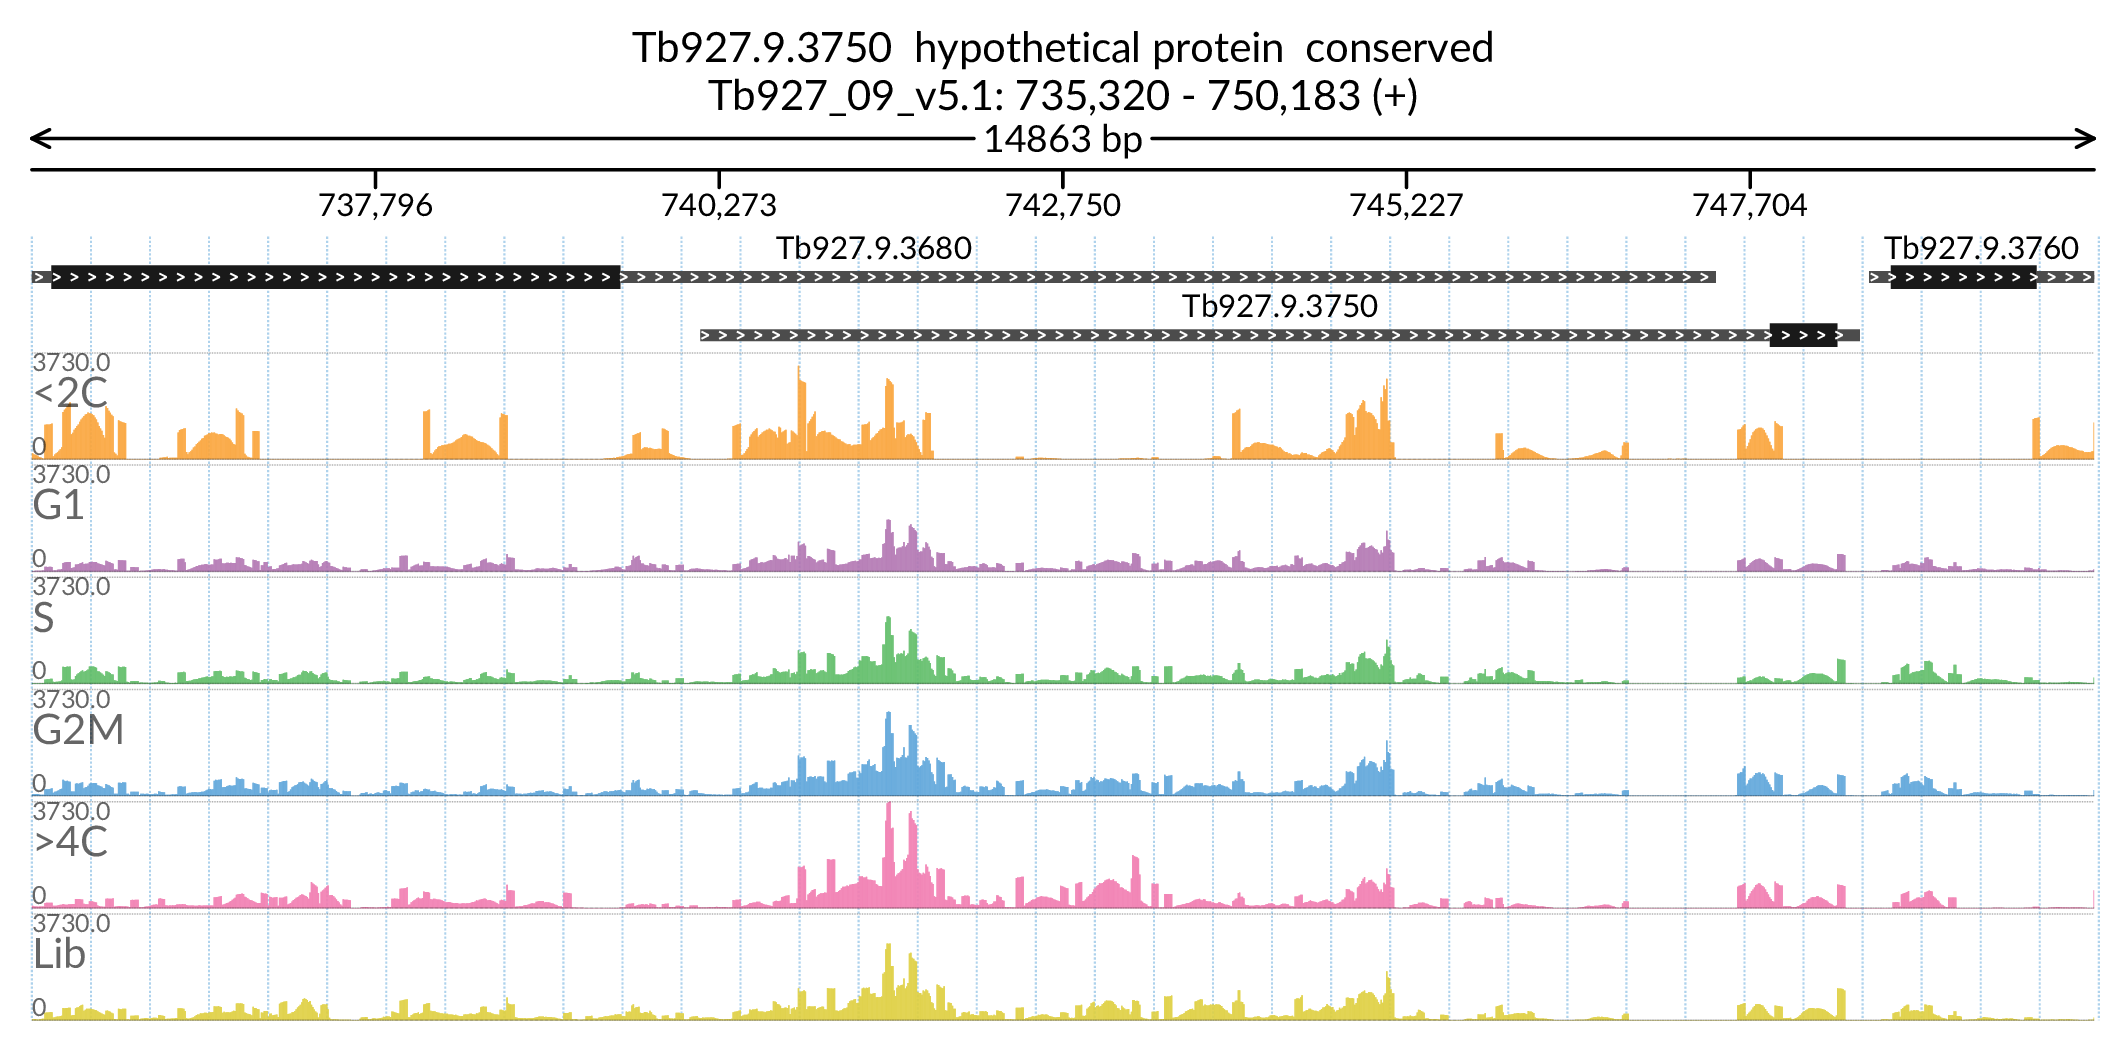 Tb927.9.3750 hypothetical protein conserved
Tb927_09_v5.1: 735,320 - 750,183 (+)
14863 bp
737,796 740,273 742,750 745,227 747,704
Tb927.9.3680 Tb927.9.3760
Tb927.9.3750
3730.0
<2C
0
3730.0
G1
0
3730.0
S
0
3730.0
G2M
0
3730.0
>4C
0
3730.0
Lib
0